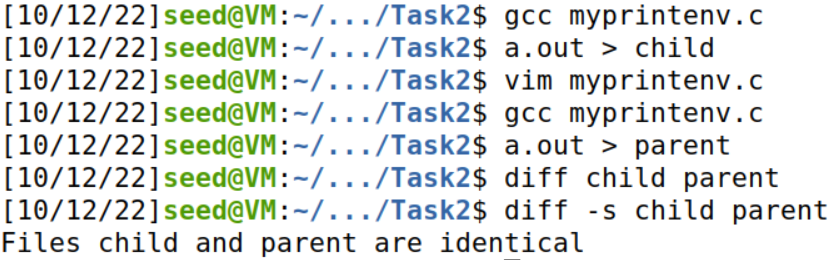 [10/12/22]seed@VM:~/.../Task2$ gcc myprintenv.c
[10/12/22]seed@VM:~/.../Task2$ a.out > child
[10/12/22]seed@VM:~/.../Task2$ vim myprintenv.c
[10/12/22]seed@VM:~/.../Task2$ gcc myprintenv.c
[10/12/22]seed@VM:~/.../Task2$ a.out > parent
[10/12/22]seed@VM:~/.../Task2$ diff child parent
[10/12/22]seed@VM:~/.../Task2$ diff -s child parent
Files child and parent are identical